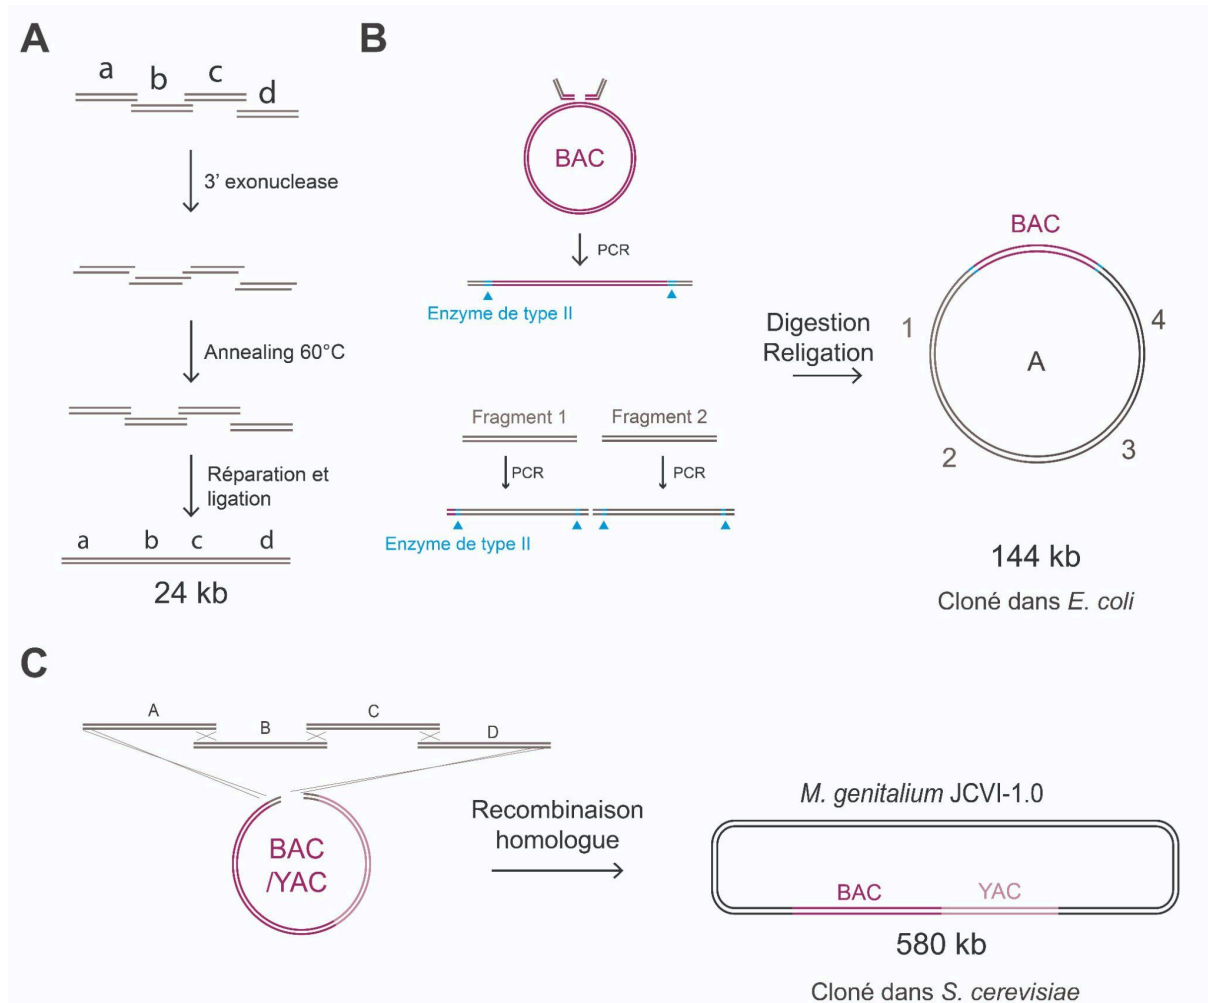 A
a
b
c
d
3' exonuclease
Annealing 60°C
Réparation et
ligation
a b c d
24 kb
B
BAC
PCR
Enzyme de type II
Fragment 1
Fragment 2
PCR
PCR
Enzyme de type II
Digestion
Religation
BAC
1
4
A
2
3
144 kb
Cloné dans E. coli
C
A
B
C
D
BAC
/YAC
Recombinaison
homologue
M. genitalium JCVI-1.0
BAC
YAC
580 kb
Cloné dans S. cerevisiae